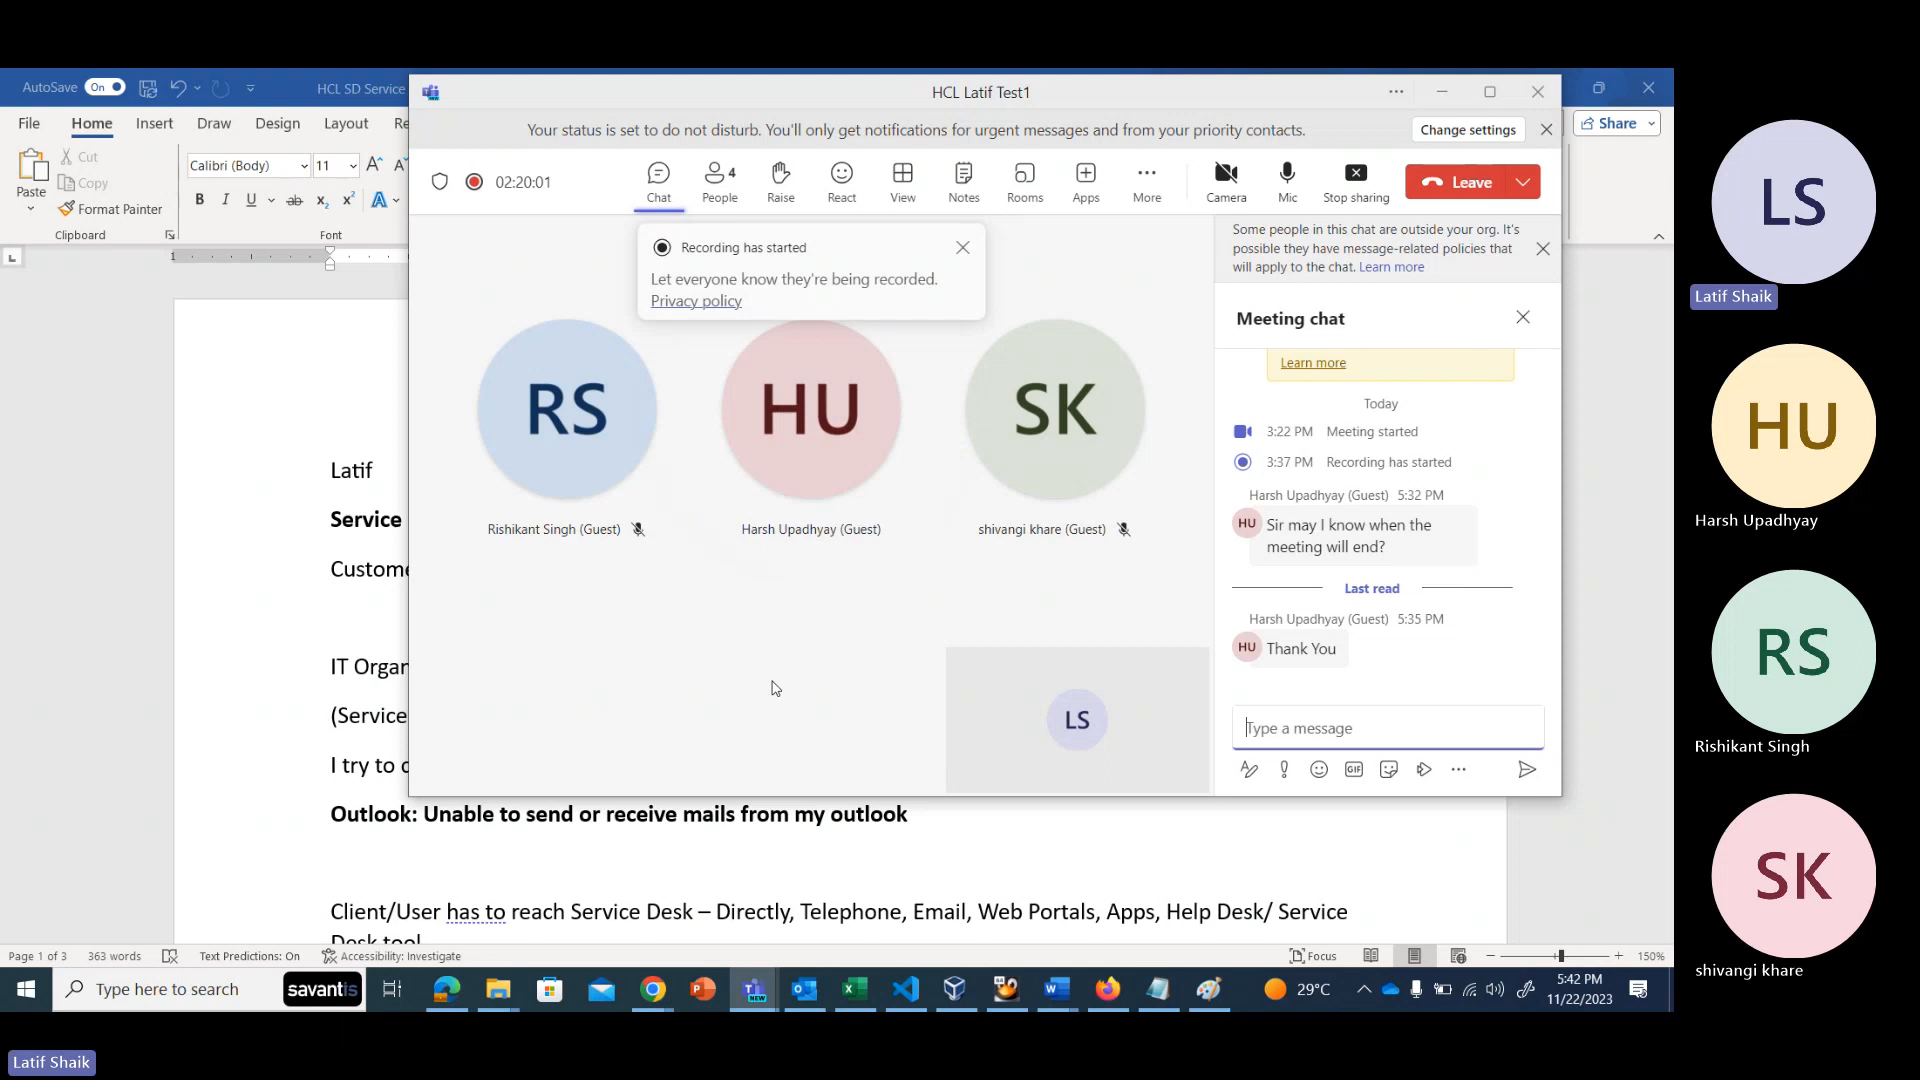 AutoSave On
HCL SD Service
HCL Latif Test1
File Home Insert Draw Design Layout Re
Share
Your status is set to do not disturb. You'll only get notifications for urgent messages and from your priority contacts.
Change settings
Paste
Cut
Copy
Format Painter
Clipboard
Calibri (Body) 11
B I U ab x₂ x² A
Font
02:20:01
Chat
4
People
Raise
React
View
Notes
Rooms
Apps
More
Camera
Mic
Stop sharing
Leave
Recording has started
Let everyone know they're being recorded.
Privacy policy
Some people in this chat are outside your org. It's
possible they have message-related policies that
will apply to the chat. Learn more
Meeting chat
Learn more
Today
3:22 PM Meeting started
3:37 PM Recording has started
Harsh Upadhyay (Guest) 5:32 PM
HU
Sir may I know when the
meeting will end?
Last read
Harsh Upadhyay (Guest) 5:35 PM
HU
Thank You
Type a message
GIF
RS
Rishikant Singh (Guest)
HU
Harsh Upadhyay (Guest)
SK
shivangi khare (Guest)
LS
1
Latif
Service
Custome
IT Organ
(Service
I try to c
Outlook: Unable to send or receive mails from my outlook
Client/User has to reach Service Desk – Directly, Telephone, Email, Web Portals, Apps, Help Desk/ Service
Desk tool
Page 1 of 3 363 words Text Predictions: On Accessibility: Investigate
Focus
150%
Type here to search
savantis
NEW
29°C
5:42 PM
11/22/2023
LS
Latif Shaik
HU
Harsh Upadhyay
RS
Rishikant Singh
SK
shivangi khare
Latif Shaik